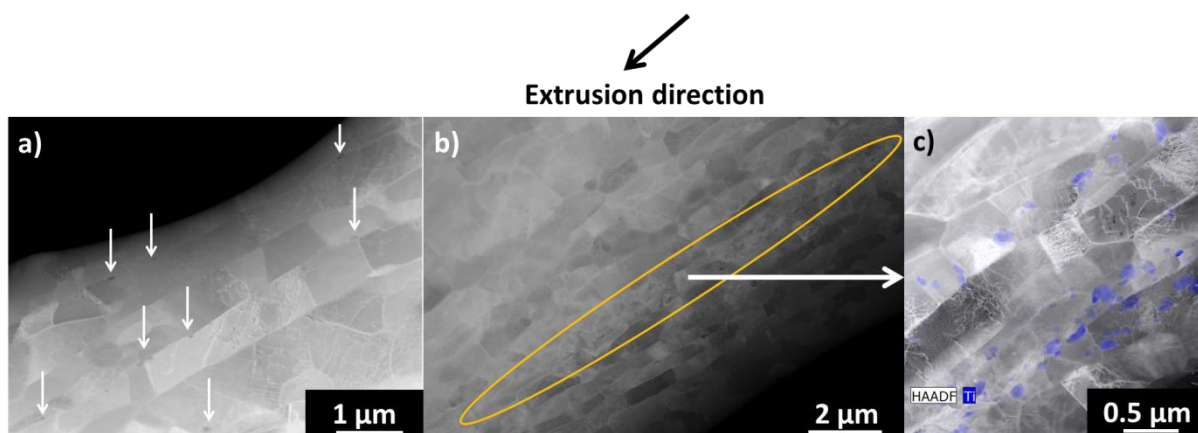 Extrusion direction
a)
b)
c)
1 μm
2 μm
HAADF Ti
0.5 μm